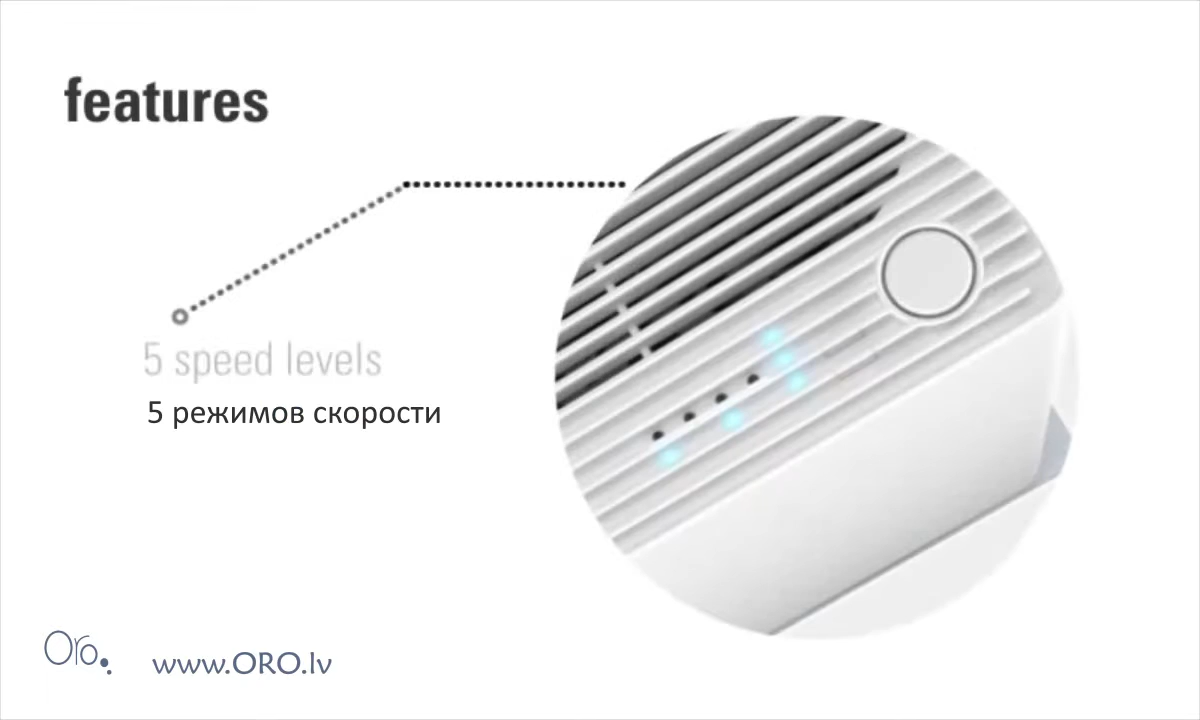 features
5 speed levels
5 режимов скорости
Oro
www.ORO.lv